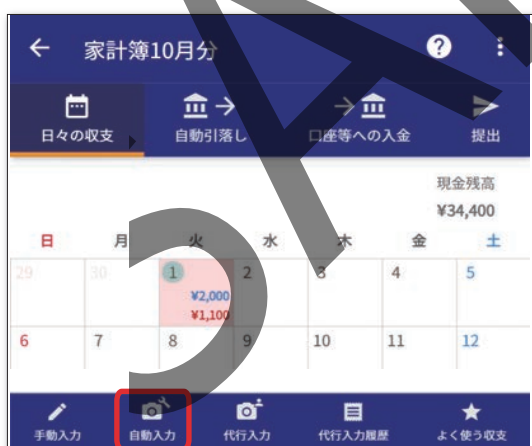 家計簿10月分
日々の収支 自動引落し 口座等への入金 提出
現金残高
¥34,400
日 月 火 水 木 金 土
29 30 1 2 3 4 5
¥2,000
¥1,100
6 7 8 9 10 11 12
手動入力 自動入力 代行入力 代行入力履歴 よく使う収支